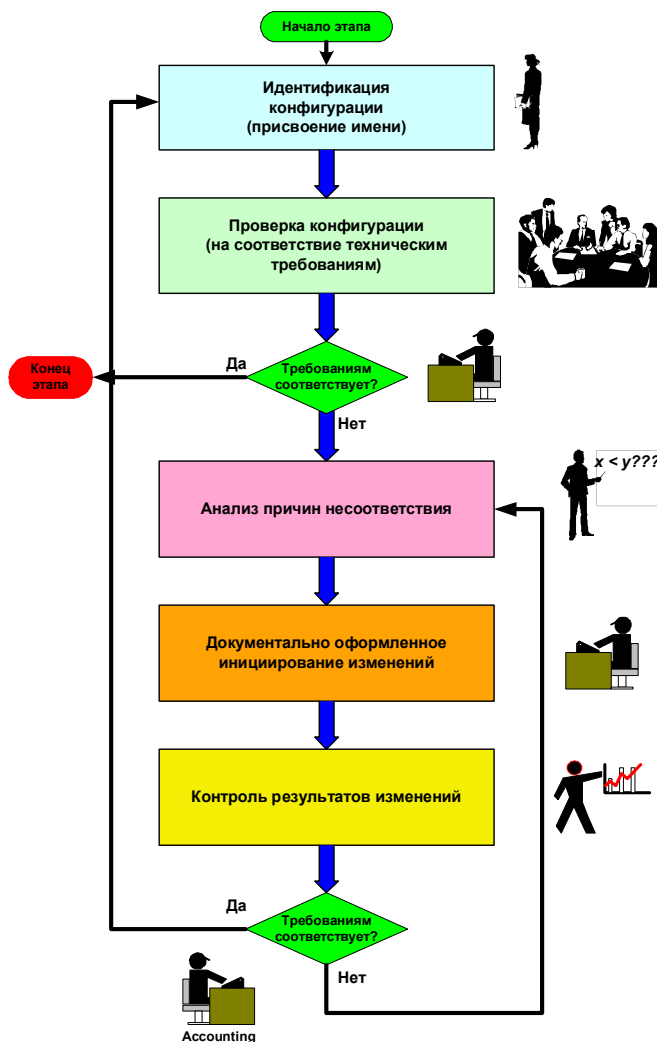 Начало этапа
Идентификация
конфигурации
(присвоение имени)
Проверка конфигурации
(на соответствие техническим
требованиям)
Конец
этапа
Да
Требованиям
соответствует?
Нет
x < y???
Анализ причин несоответствия
Документально оформленное
инициирование изменений
Контроль результатов изменений
Да
Требованиям
соответствует?
Нет
Accounting